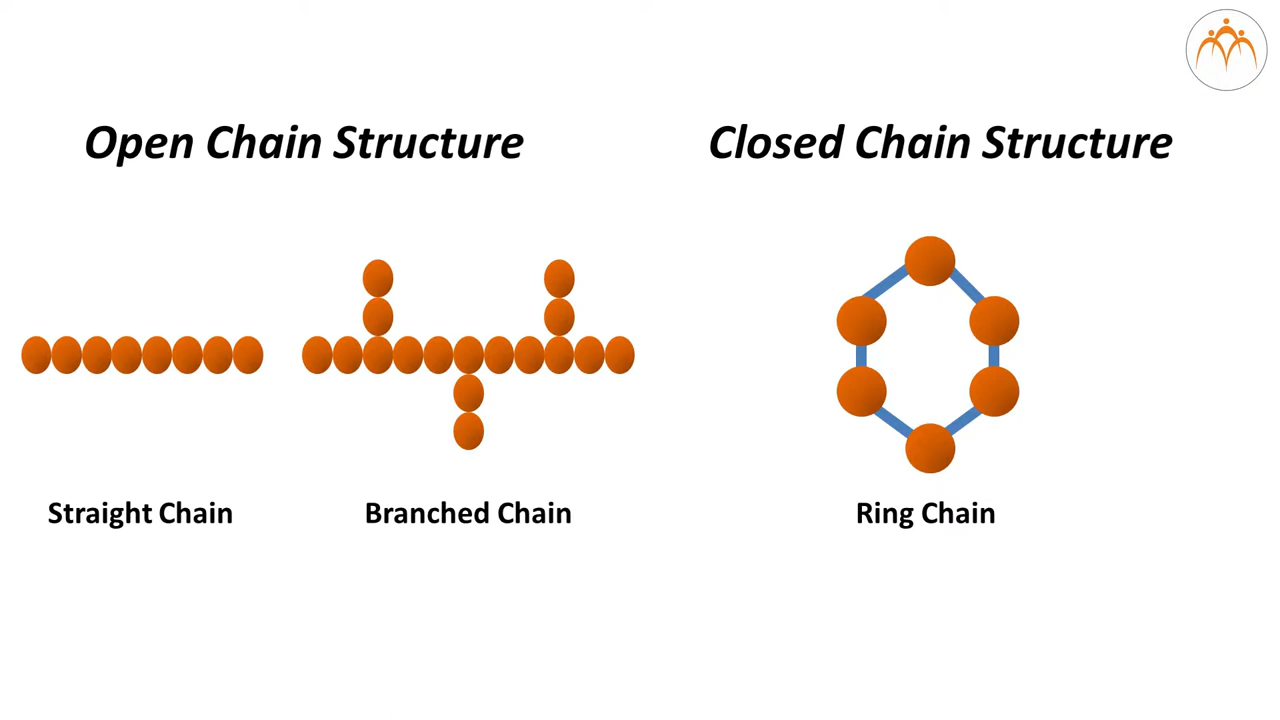 Open Chain Structure
Closed Chain Structure
Straight Chain
Branched Chain
Ring Chain